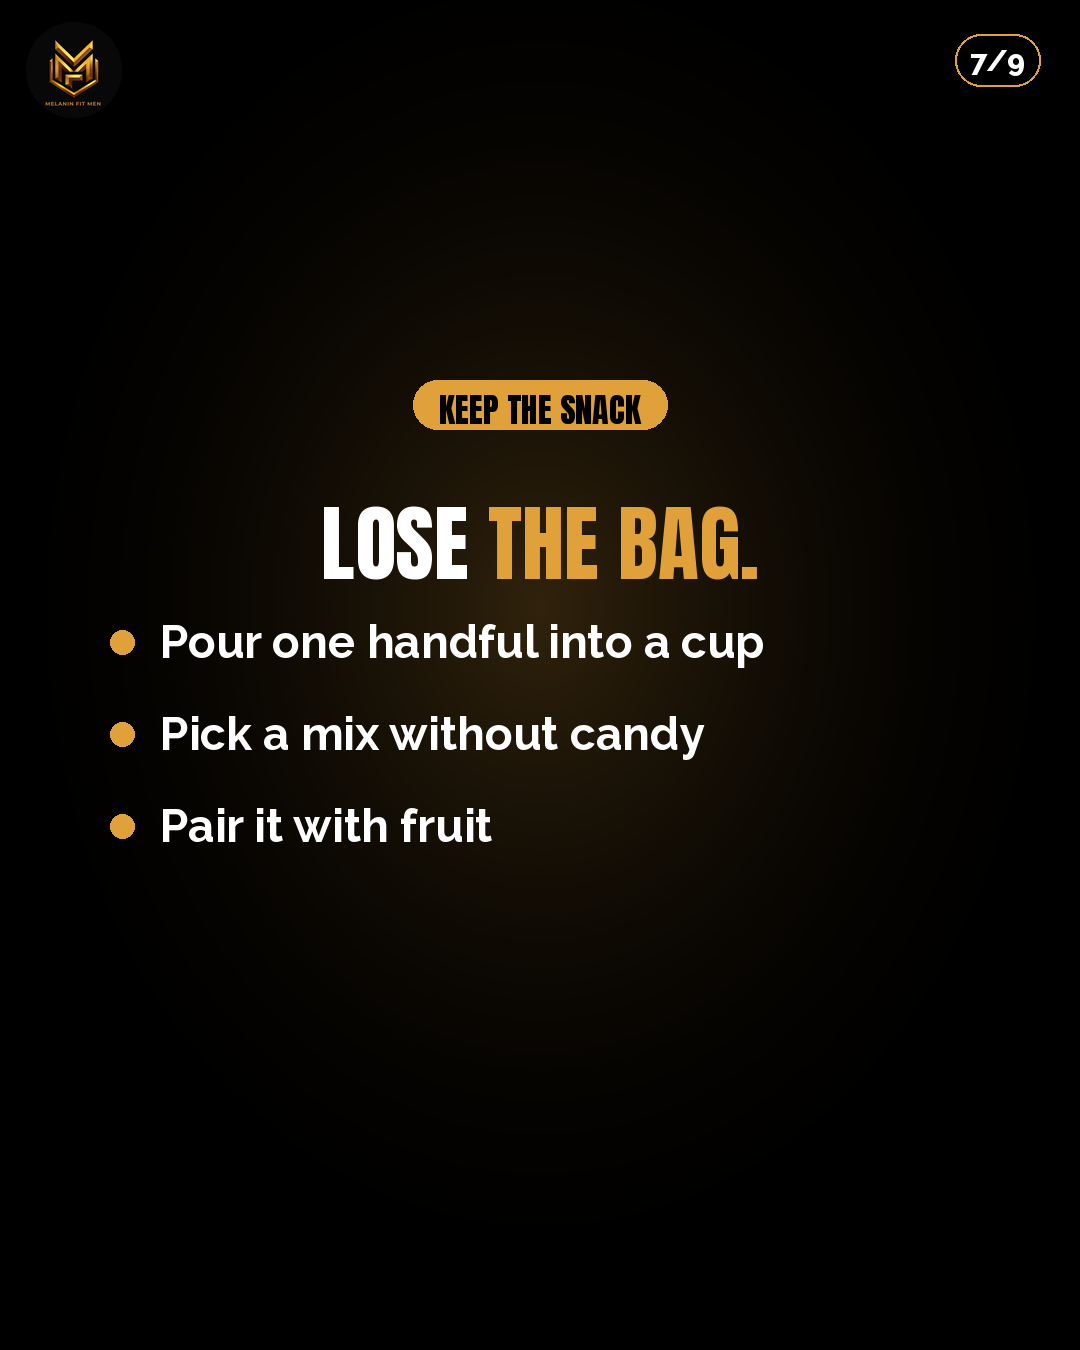 MELANIN FIT MEN
7/9
KEEP THE SNACK
LOSE THE BAG.
Pour one handful into a cup
Pick a mix without candy
Pair it with fruit